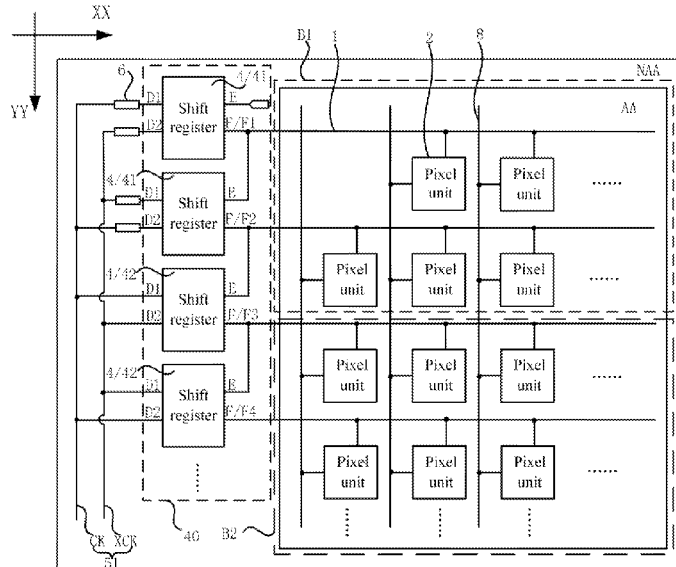 XX
YY
6
4/41
B1
2
8
NAA
AA
D1 Shift register E
D2 F/F1
1
Pixel unit
Pixel unit
......
4/41
D1 Shift register E
D2 F/F2
Pixel unit
Pixel unit
Pixel unit
......
4/42
D1 Shift register E
D2 F/F3
Pixel unit
Pixel unit
Pixel unit
......
4/42
D1 Shift register E
D2 F/F4
Pixel unit
Pixel unit
Pixel unit
......
CK XCK
51
40
B2